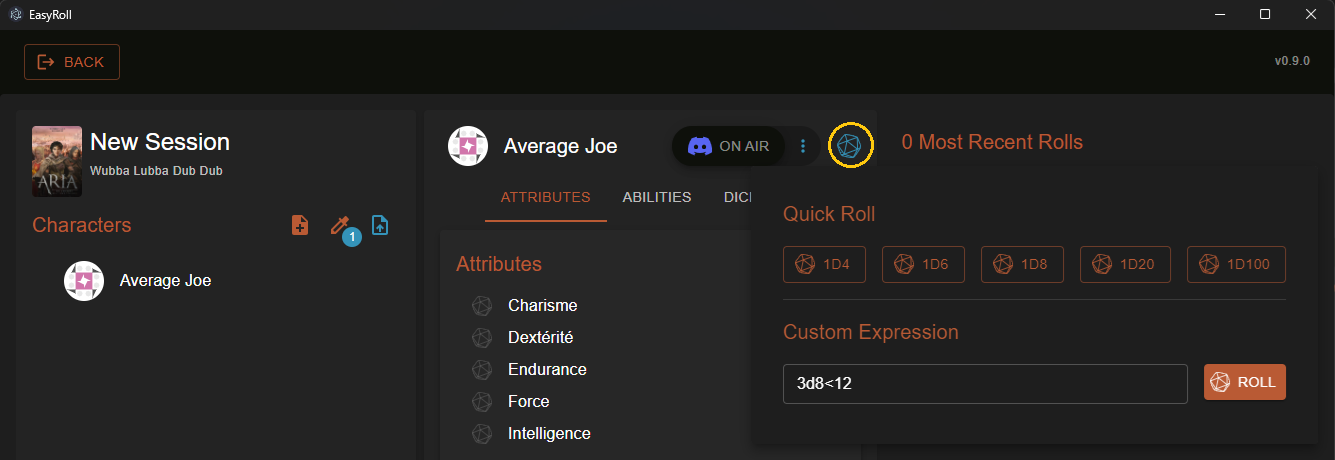 EasyRoll
BACK
v0.9.0
ARIA
New Session
Wubba Lubba Dub Dub
Characters
1
Average Joe
Average Joe
ON AIR
ATTRIBUTES
ABILITIES
Attributes
Charisme
Dextérité
Endurance
Force
Intelligence
0 Most Recent Rolls
Quick Roll
1D4
1D6
1D8
1D20
1D100
Custom Expression
3d8<12
ROLL